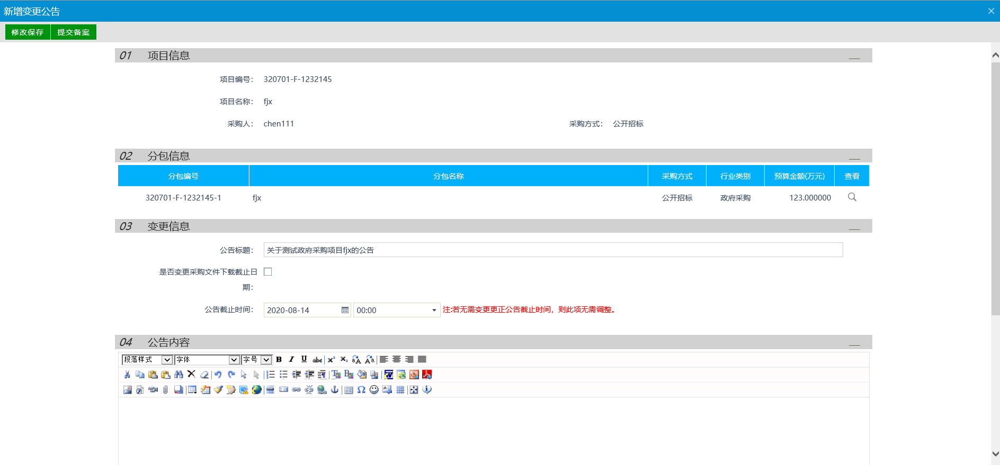 新增变更公告
修改保存 提交备案
01 项目信息
项目编号： 320701-F-1232145
项目名称： fjx
采购人： chen111 采购方式： 公开招标
02 分包信息
分包编号 分包名称 采购方式 行业类别 预算金额(万元) 查看
320701-F-1232145-1 fjx 公开招标 政府采购 123.000000
03 变更信息
公告标题： 关于测试政府采购项目fjx的公告
是否变更采购文件下载截止日
期：
公告截止时间： 2020-08-14 00:00 注:若无需变更更正公告截止时间，则此项无需调整。
04 公告内容
段落样式 字体 字号